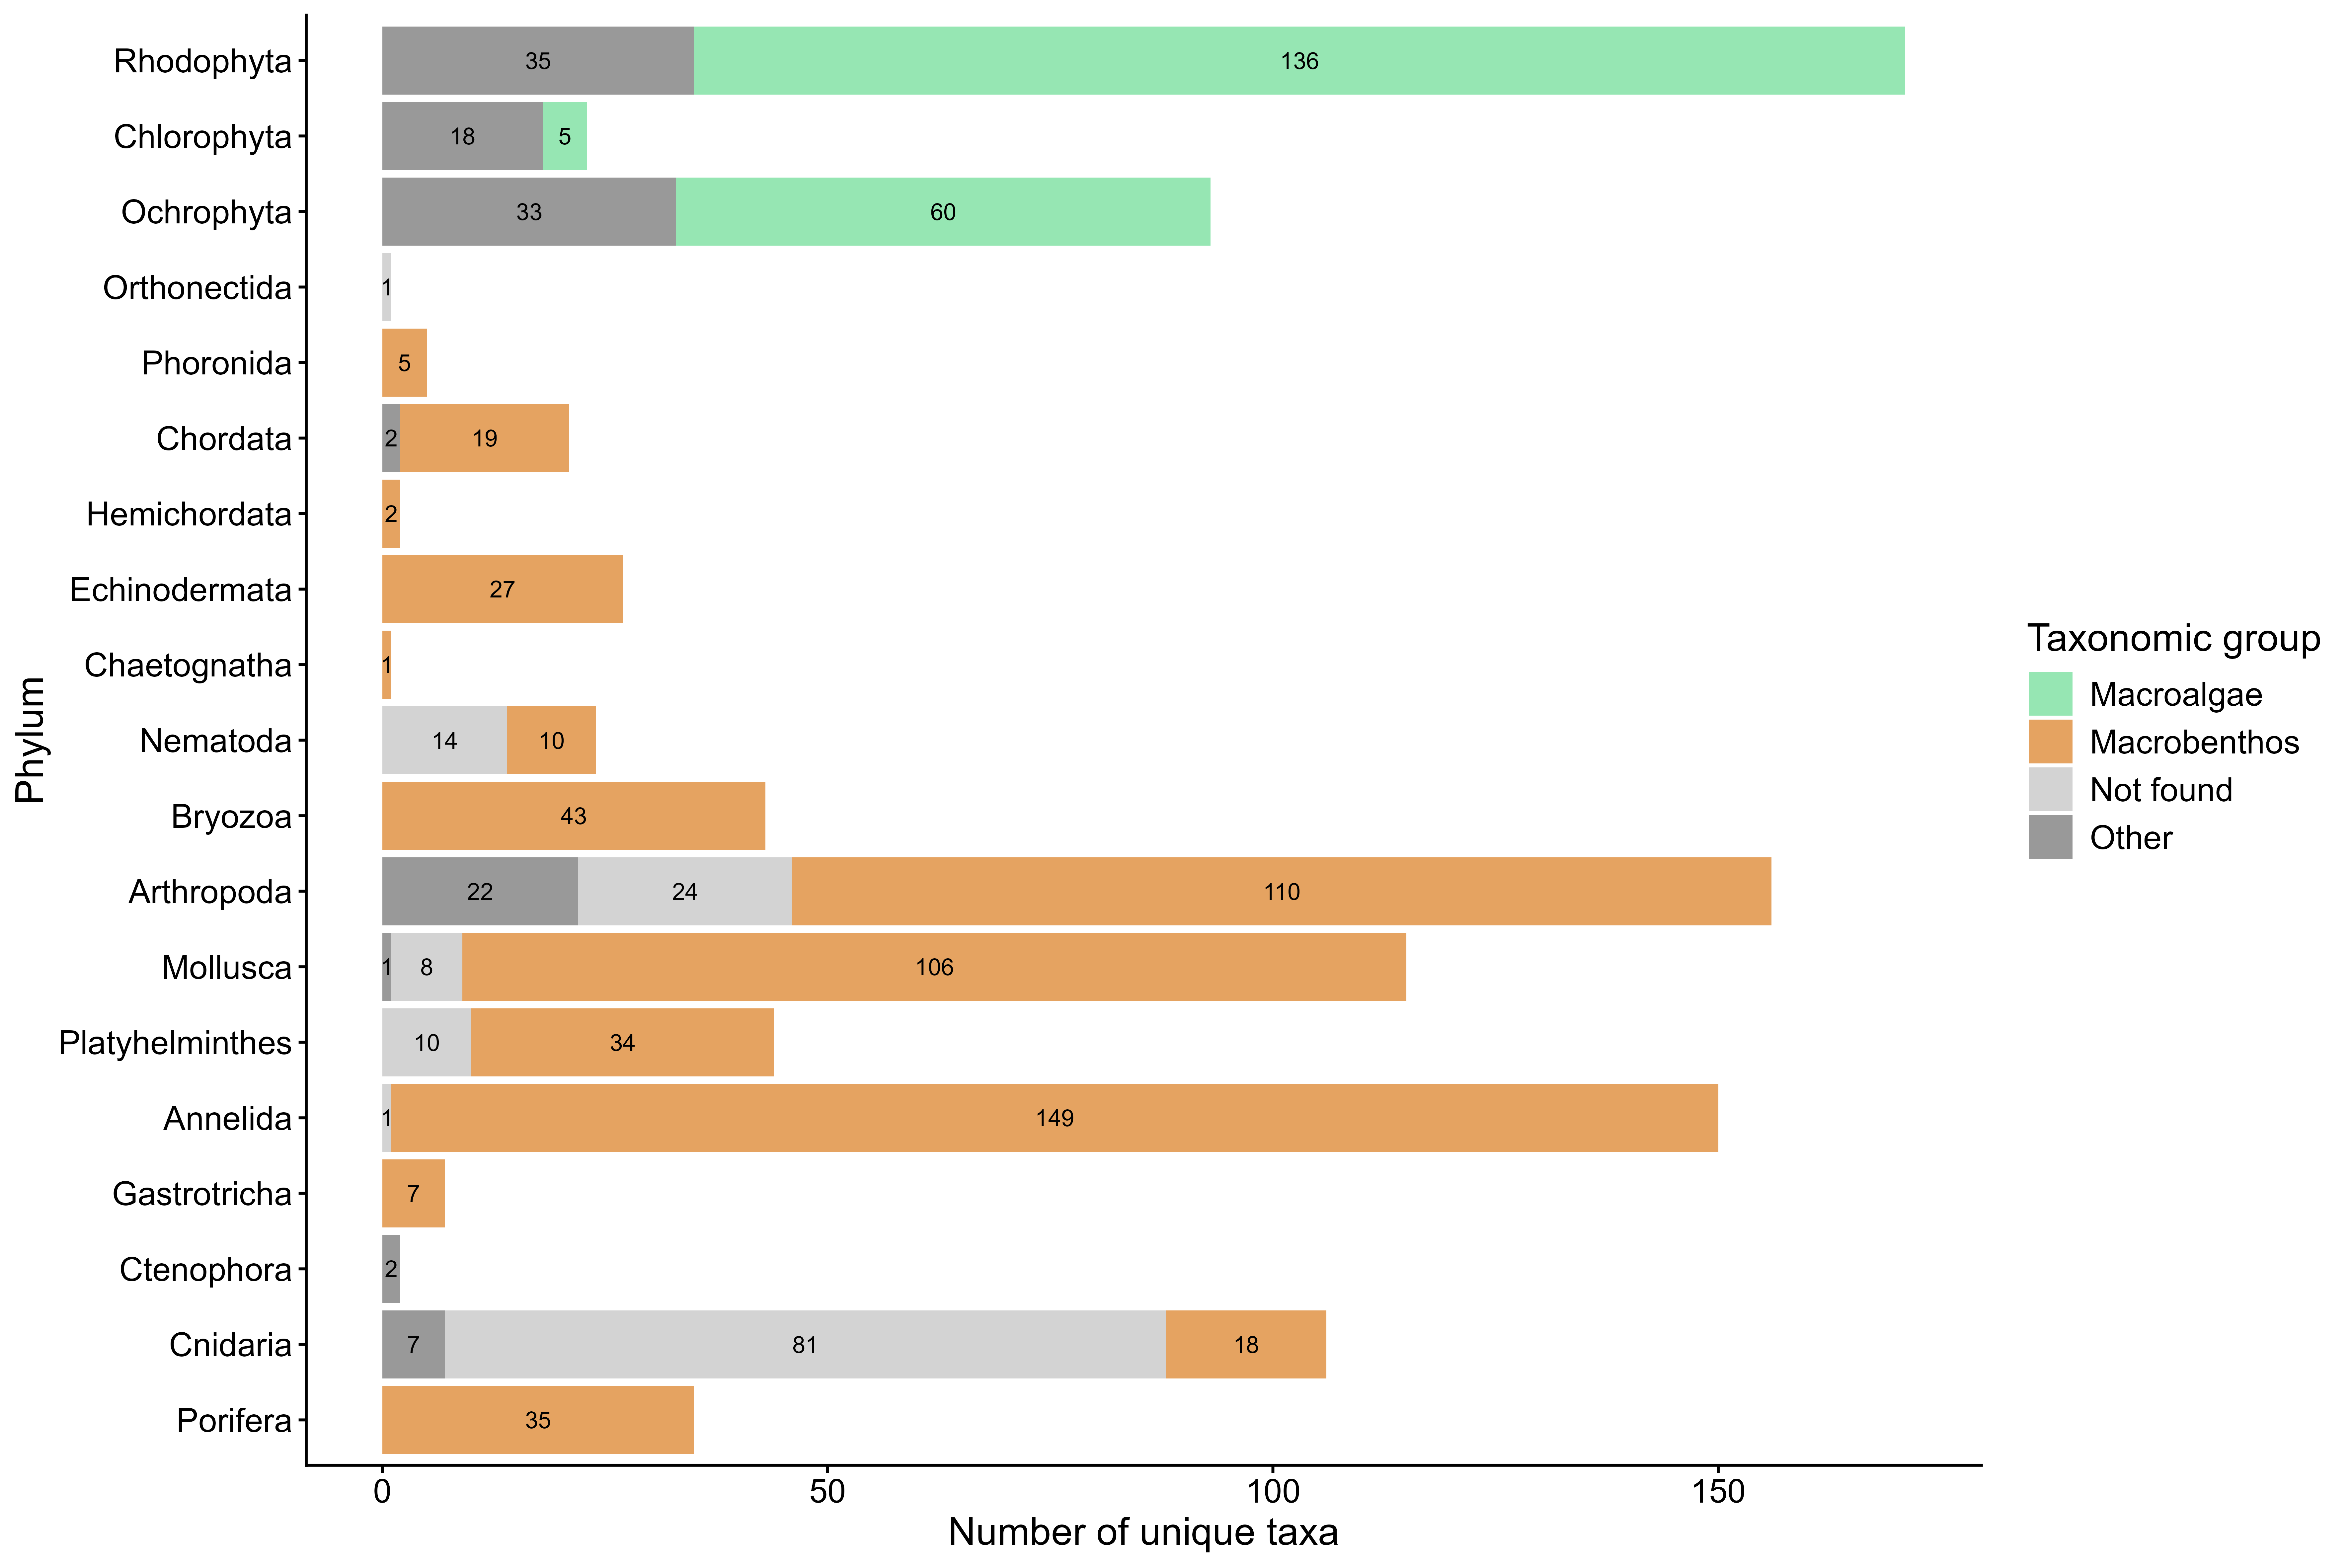 Rhodophyta 35 136
Chlorophyta 18 5
Ochrophyta 33 60
Orthonectida 1
Phoronida 5
Chordata 2 19
Hemichordata 2
Echinodermata 27
Chaetognatha 1
Nematoda 14 10
Bryozoa 43
Arthropoda 22 24 110
Mollusca 1 8 106
Platyhelminthes 10 34
Annelida 1 149
Gastrotricha 7
Ctenophora 2
Cnidaria 7 81 18
Porifera 35
Phylum
0 50 100 150
Number of unique taxa
Taxonomic group
Macroalgae
Macrobenthos
Not found
Other